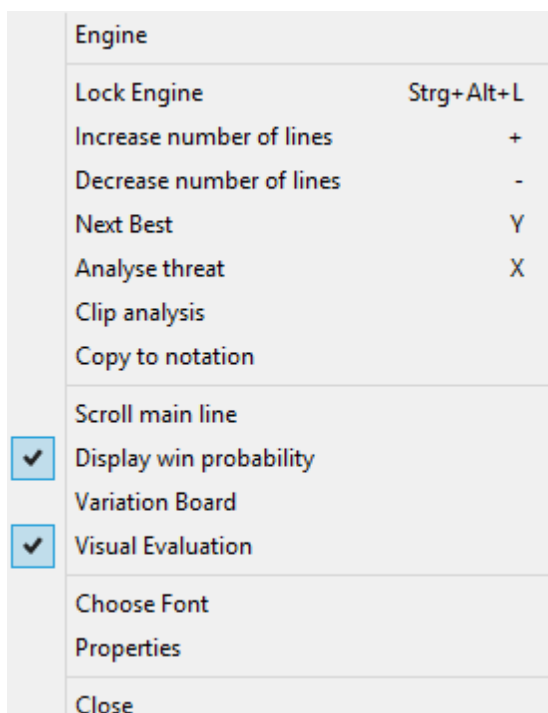 Engine
Lock Engine Strg+Alt+L
Increase number of lines +
Decrease number of lines -
Next Best Y
Analyse threat X
Clip analysis
Copy to notation
Scroll main line
Display win probability
Variation Board
Visual Evaluation
Choose Font
Properties
Close